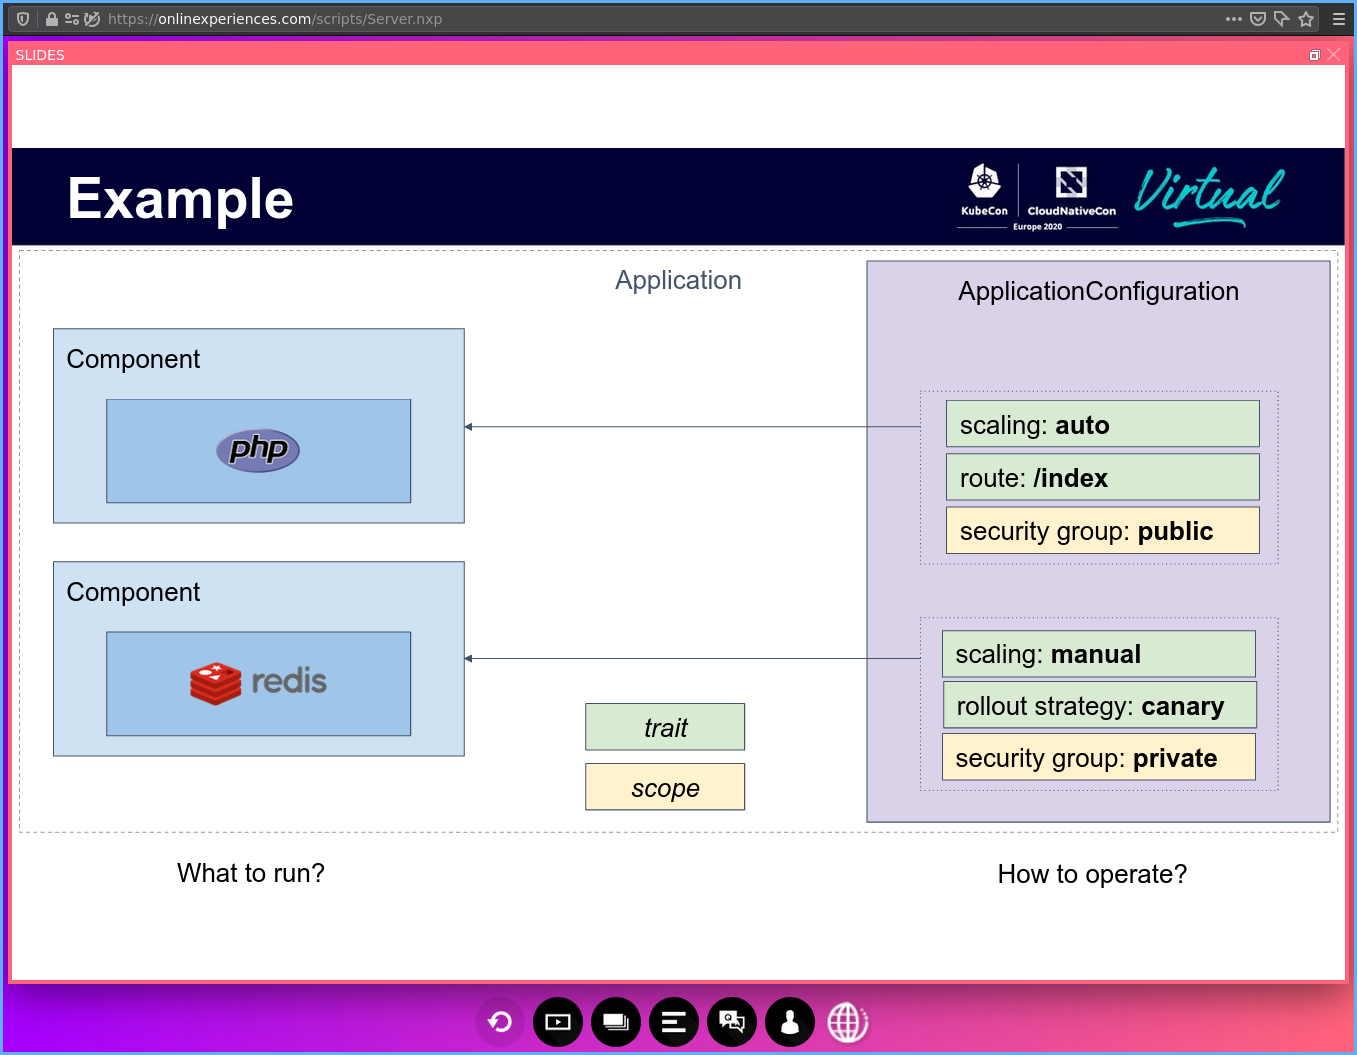 https://onlinexperiences.com/scripts/Server.nxp
SLIDES
Example
KubeCon
CloudNativeCon
Europe 2020
Virtual
Application
ApplicationConfiguration
Component
php
scaling: auto
route: /index
security group: public
Component
redis
scaling: manual
rollout strategy: canary
security group: private
trait
scope
What to run?
How to operate?